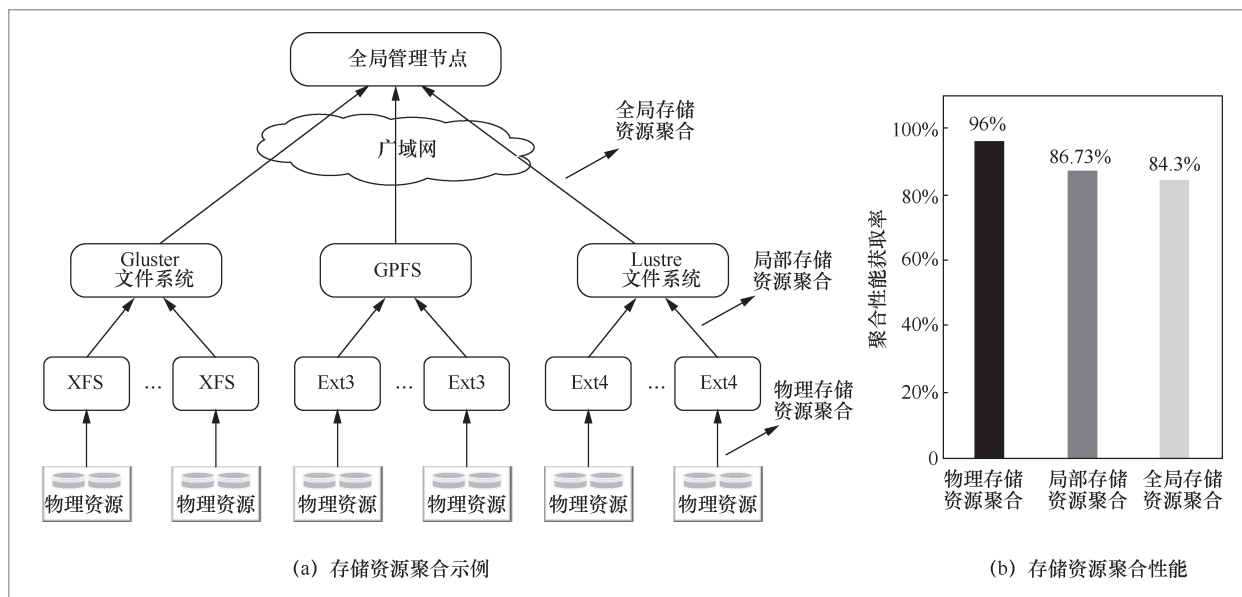 全局管理节点
广域网
全局存储
资源聚合
Gluster
文件系统
GPFS
Lustre
文件系统
局部存储
资源聚合
XFS
...
XFS
Ext3
...
Ext3
Ext4
...
Ext4
物理存储
资源聚合
物理资源
物理资源
物理资源
物理资源
物理资源
物理资源
(a) 存储资源聚合示例
聚合性能获取率
100%
80%
60%
40%
20%
0
96%
86.73%
84.3%
物理存储
资源聚合
局部存储
资源聚合
全局存储
资源聚合
(b) 存储资源聚合性能